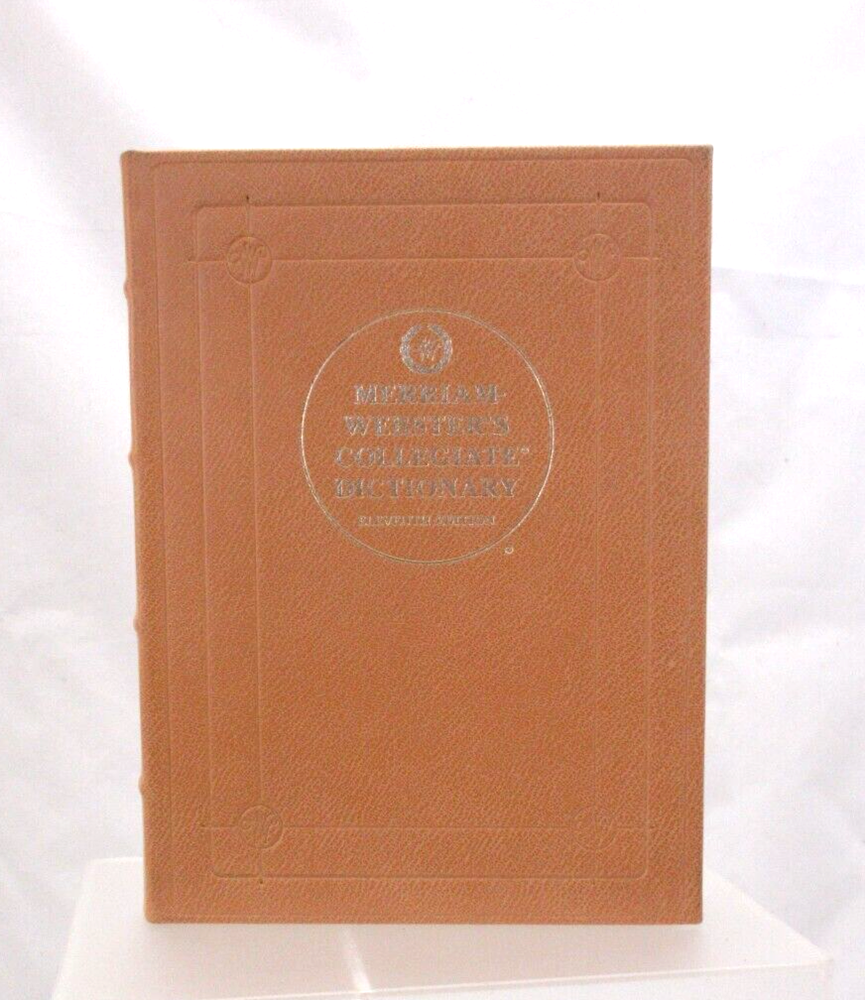 MERRIAM-
WEBSTER'S
COLLEGIATE®
DICTIONARY
ELEVENTH EDITION